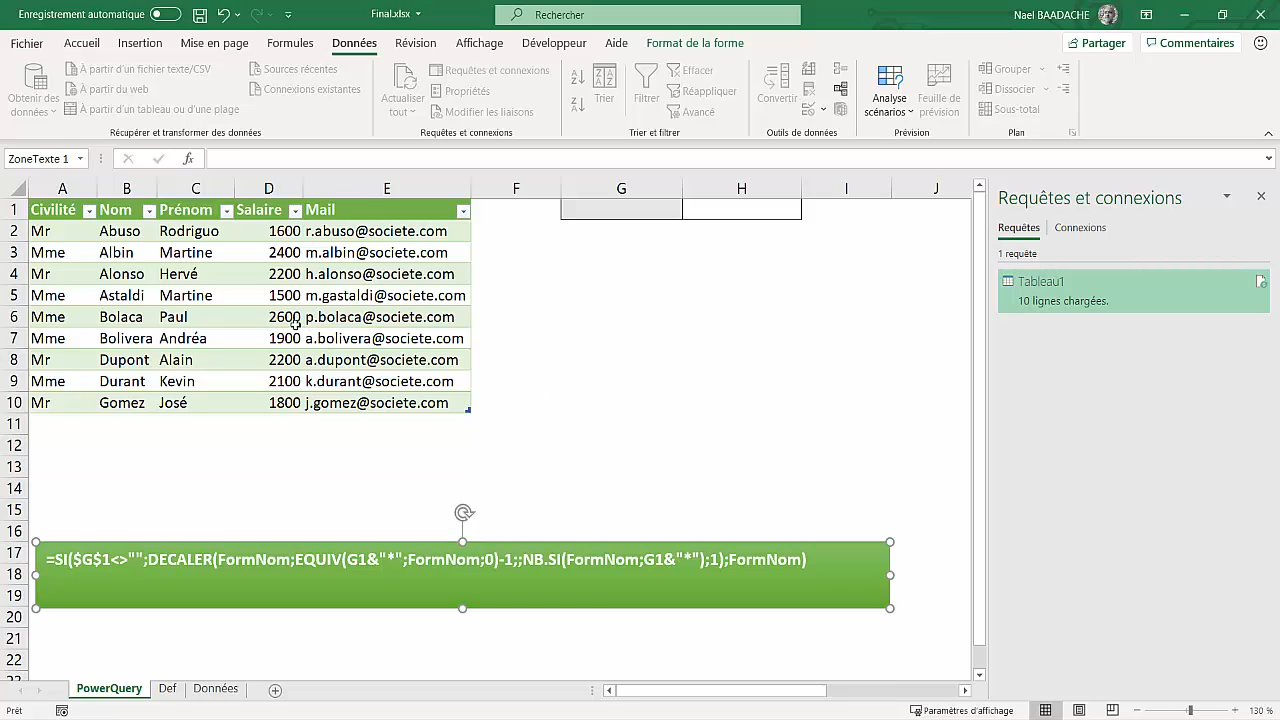 Enregistrement automatique
Final.xlsx
Rechercher
Nael BAADACHE
Fichier Accueil Insertion Mise en page Formules Données Révision Affichage Développeur Aide Format de la forme
Partager
Commentaires
Obtenir des données
À partir d'un fichier texte/CSV
À partir du web
À partir d'un tableau ou d'une plage
Sources récentes
Connexions existantes
Récupérer et transformer des données
Actualiser tout
Requêtes et connexions
Propriétés
Modifier les liaisons
Requêtes et connexions
Trier
Filtrer
Effacer
Réappliquer
Avancé
Trier et filtrer
Convertir
Outils de données
Analyse scénarios
Feuille de prévision
Prévision
Grouper
Dissocier
Sous-total
Plan
ZoneTexte 1
fx
A B C D E F G H I J
1 Civilité Nom Prénom Salaire Mail
2 Mr Abuso Rodriguo 1600 r.abuso@societe.com
3 Mme Albin Martine 2400 m.albin@societe.com
4 Mr Alonso Hervé 2200 h.alonso@societe.com
5 Mme Astaldi Martine 1500 m.gastaldi@societe.com
6 Mme Bolaca Paul 2600 p.bolaca@societe.com
7 Mme Bolivera Andréa 1900 a.bolivera@societe.com
8 Mr Dupont Alain 2200 a.dupont@societe.com
9 Mme Durant Kevin 2100 k.durant@societe.com
10 Mr Gomez José 1800 j.gomez@societe.com
11
12
13
14
15
16
17
18
19
20
21
22
=SI($G$1<>"";DECALER(FormNom;EQUIV(G1&"*";FormNom;0)-1;;NB.SI(FormNom;G1&"*");1);FormNom)
Requêtes et connexions
Requêtes Connexions
1 requête
Tableau1
10 lignes chargées.
PowerQuery Def Données
Prêt
Paramètres d'affichage
130 %